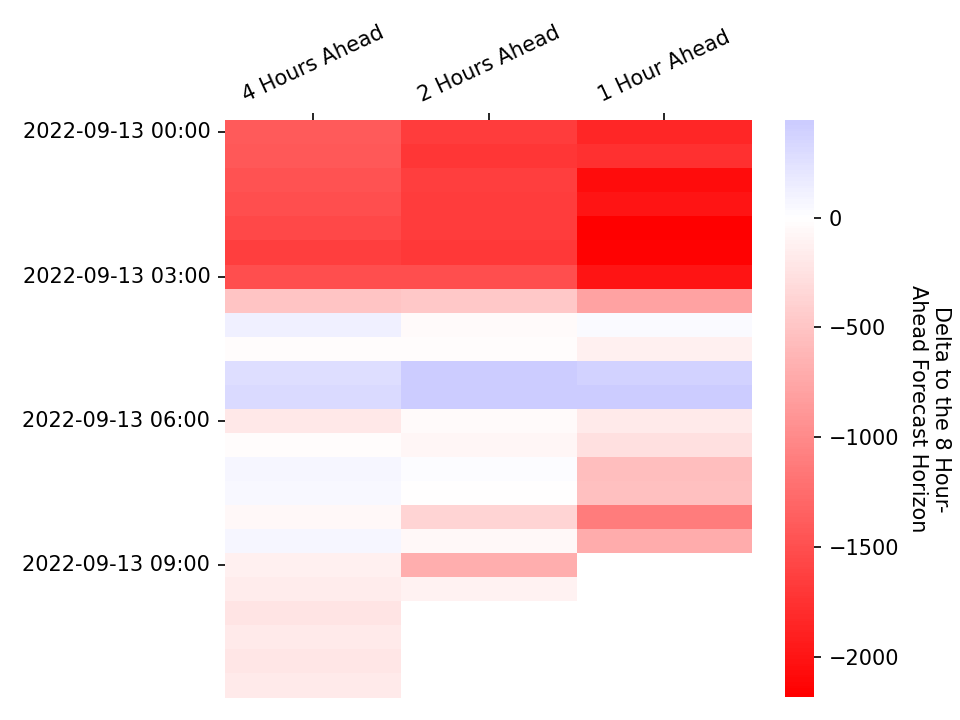 4 Hours Ahead
2 Hours Ahead
1 Hour Ahead
2022-09-13 00:00
2022-09-13 03:00
2022-09-13 06:00
2022-09-13 09:00
0
−500
−1000
−1500
−2000
Delta to the 8 Hour-
Ahead Forecast Horizon